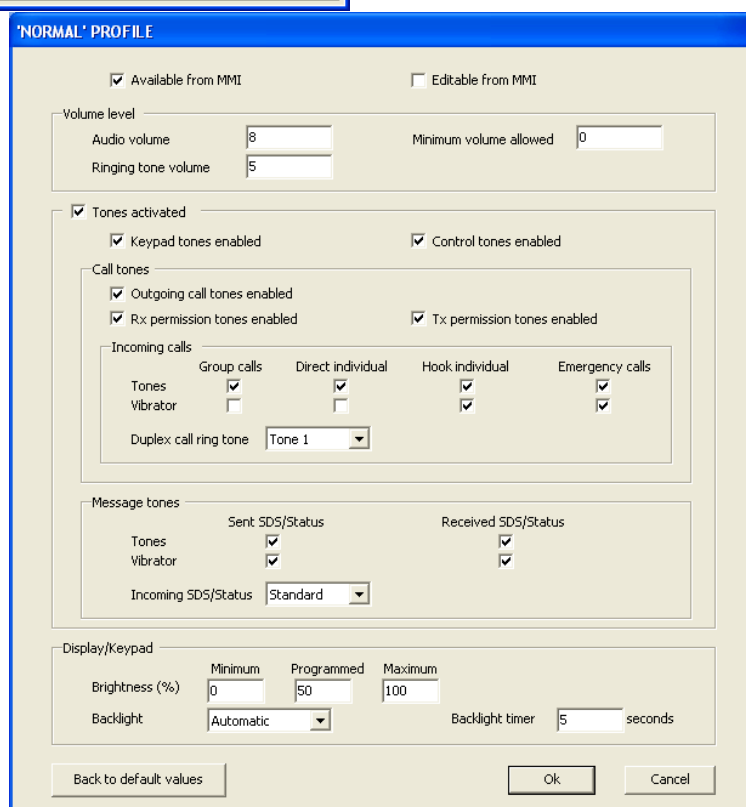 'NORMAL' PROFILE
Available from MMI Editable from MMI
Volume level
Audio volume 8 Minimum volume allowed 0
Ringing tone volume 5
Tones activated
Keypad tones enabled Control tones enabled
Call tones
Outgoing call tones enabled
Rx permission tones enabled Tx permission tones enabled
Incoming calls
Group calls Direct individual Hook individual Emergency calls
Tones
Vibrator
Duplex call ring tone Tone 1
Message tones
Sent SDS/Status Received SDS/Status
Tones
Vibrator
Incoming SDS/Status Standard
Display/Keypad
Minimum Programmed Maximum
Brightness (%) 0 50 100
Backlight Automatic Backlight timer 5 seconds
Back to default values Ok Cancel